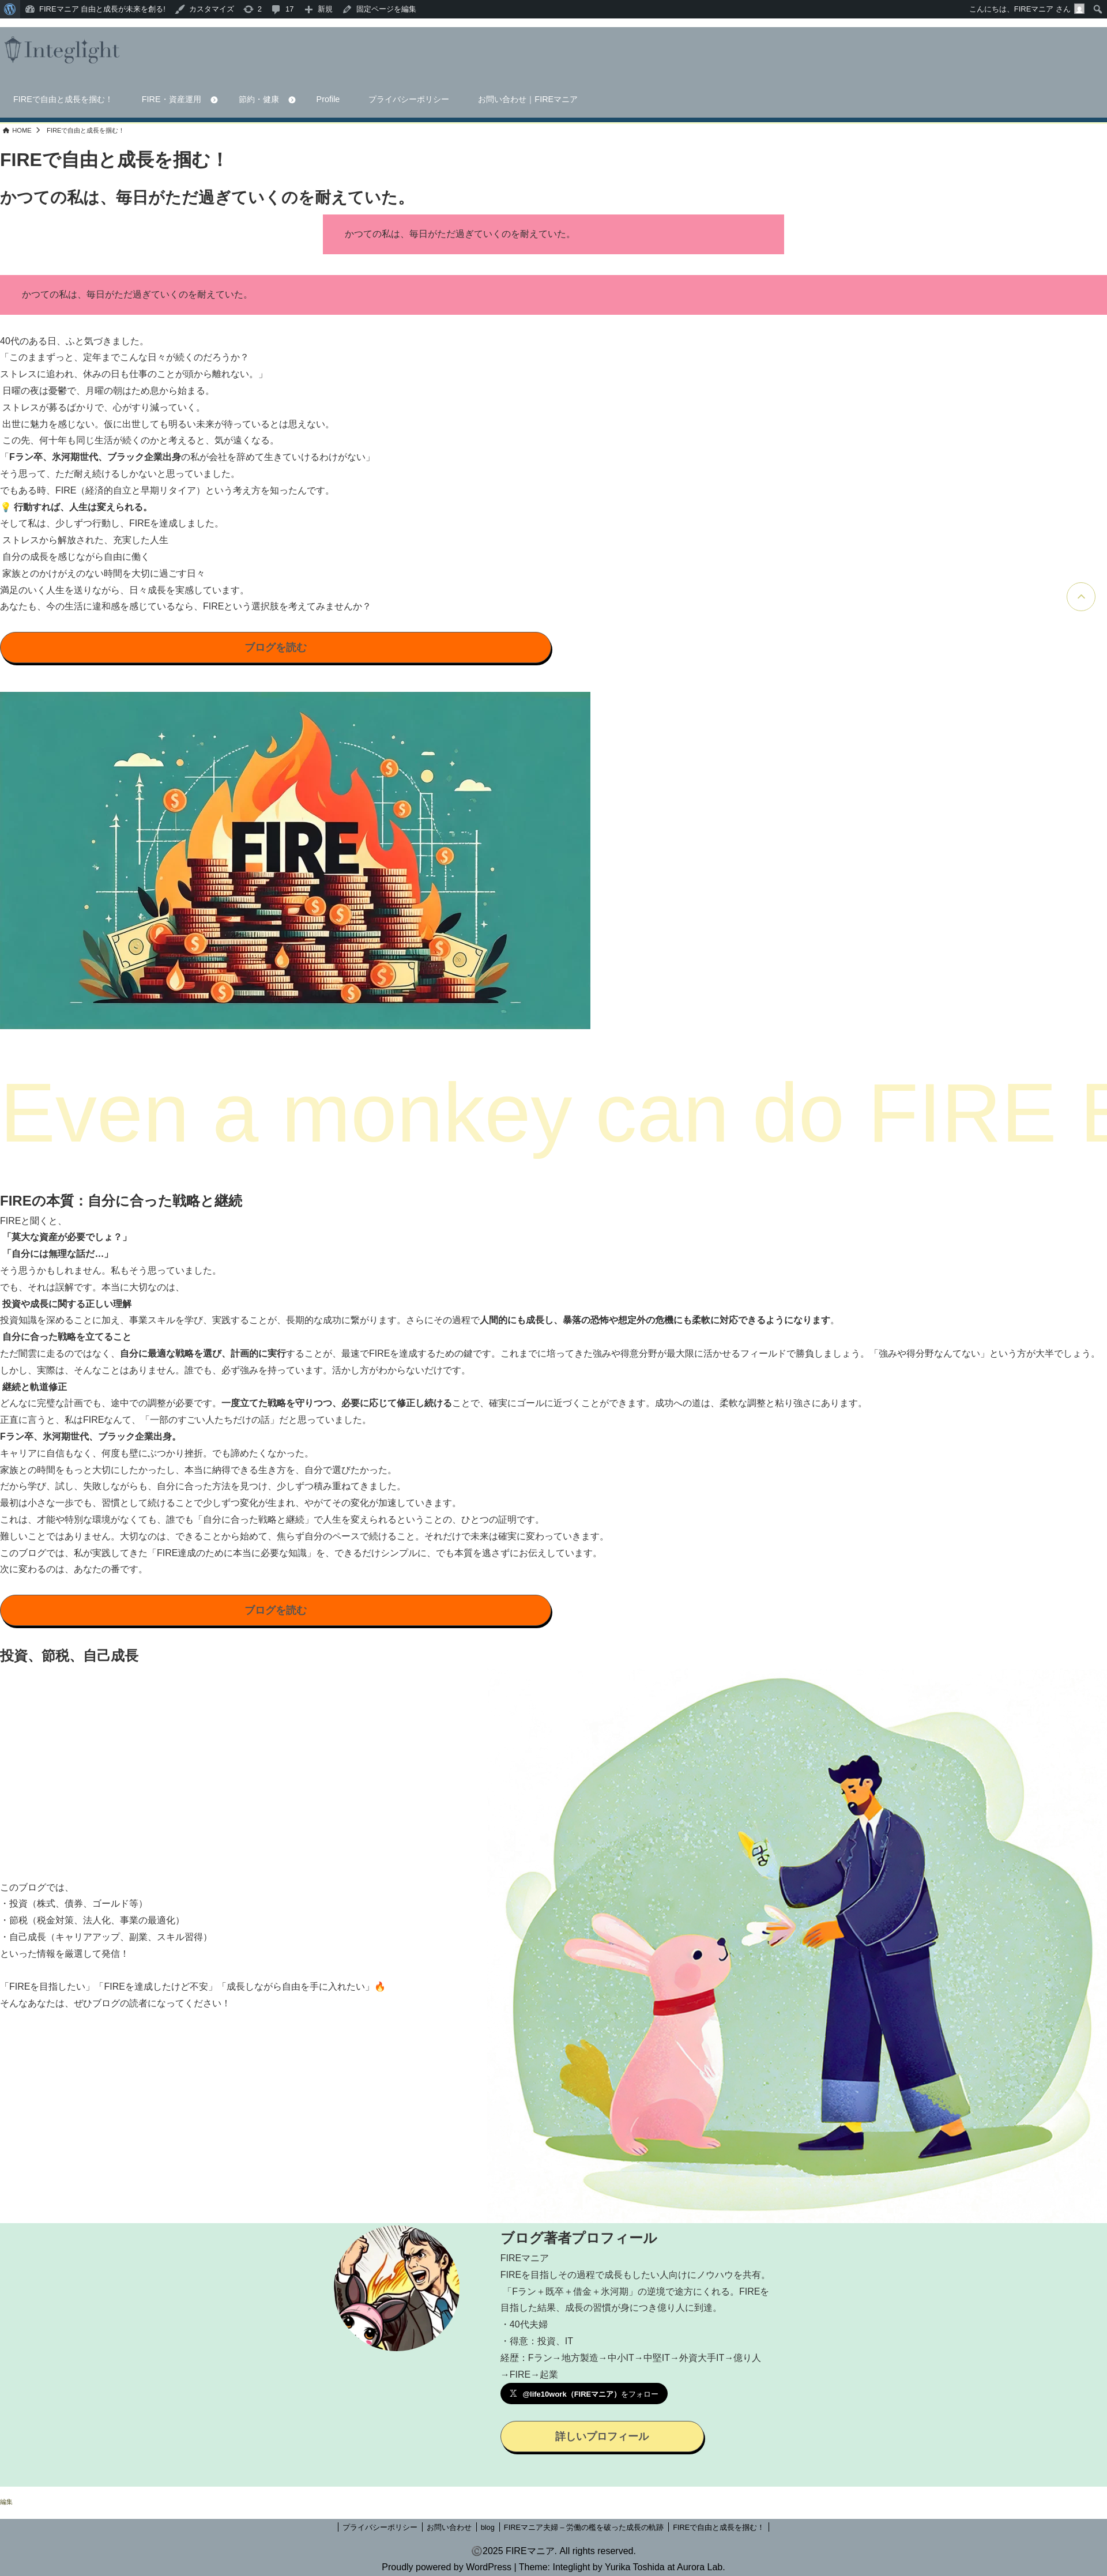 FIREマニア 自由と成長が未来を創る! カスタマイズ 2 17 新規 固定ページを編集 こんにちは、FIREマニア さん
Integlight
FIREで自由と成長を掴む！ FIRE・資産運用 節約・健康 Profile プライバシーポリシー お問い合わせ｜FIREマニア
HOME FIREで自由と成長を掴む！
FIREで自由と成長を掴む！
かつての私は、毎日がただ過ぎていくのを耐えていた。
かつての私は、毎日がただ過ぎていくのを耐えていた。
かつての私は、毎日がただ過ぎていくのを耐えていた。
40代のある日、ふと気づきました。
「このままずっと、定年までこんな日々が続くのだろうか？
ストレスに追われ、休みの日も仕事のことが頭から離れない。」
日曜の夜は憂鬱で、月曜の朝はため息から始まる。
ストレスが募るばかりで、心がすり減っていく。
出世に魅力を感じない。仮に出世しても明るい未来が待っているとは思えない。
この先、何十年も同じ生活が続くのかと考えると、気が遠くなる。
「Fラン卒、氷河期世代、ブラック企業出身の私が会社を辞めて生きていけるわけがない」
そう思って、ただ耐え続けるしかないと思っていました。
でもある時、FIRE（経済的自立と早期リタイア）という考え方を知ったんです。
💡 行動すれば、人生は変えられる。
そして私は、少しずつ行動し、FIREを達成しました。
ストレスから解放された、充実した人生
自分の成長を感じながら自由に働く
家族とのかけがえのない時間を大切に過ごす日々
満足のいく人生を送りながら、日々成長を実感しています。
あなたも、今の生活に違和感を感じているなら、FIREという選択肢を考えてみませんか？
ブログを読む
FIRE
Even a monkey can do FIRE E
FIREの本質：自分に合った戦略と継続
FIREと聞くと、
「莫大な資産が必要でしょ？」
「自分には無理な話だ…」
そう思うかもしれません。私もそう思っていました。
でも、それは誤解です。本当に大切なのは、
投資や成長に関する正しい理解
投資知識を深めることに加え、事業スキルを学び、実践することが、長期的な成功に繋がります。さらにその過程で人間的にも成長し、暴落の恐怖や想定外の危機にも柔軟に対応できるようになります。
自分に合った戦略を立てること
ただ闇雲に走るのではなく、自分に最適な戦略を選び、計画的に実行することが、最速でFIREを達成するための鍵です。これまでに培ってきた強みや得意分野が最大限に活かせるフィールドで勝負しましょう。「強みや得分野なんてない」という方が大半でしょう。
しかし、実際は、そんなことはありません。誰でも、必ず強みを持っています。活かし方がわからないだけです。
継続と軌道修正
どんなに完璧な計画でも、途中での調整が必要です。一度立てた戦略を守りつつ、必要に応じて修正し続けることで、確実にゴールに近づくことができます。成功への道は、柔軟な調整と粘り強さにあります。
正直に言うと、私はFIREなんて、「一部のすごい人たちだけの話」だと思っていました。
Fラン卒、氷河期世代、ブラック企業出身。
キャリアに自信もなく、何度も壁にぶつかり挫折。でも諦めたくなかった。
家族との時間をもっと大切にしたかったし、本当に納得できる生き方を、自分で選びたかった。
だから学び、試し、失敗しながらも、自分に合った方法を見つけ、少しずつ積み重ねてきました。
最初は小さな一歩でも、習慣として続けることで少しずつ変化が生まれ、やがてその変化が加速していきます。
これは、才能や特別な環境がなくても、誰でも「自分に合った戦略と継続」で人生を変えられるということの、ひとつの証明です。
難しいことではありません。大切なのは、できることから始めて、焦らず自分のペースで続けること。それだけで未来は確実に変わっていきます。
このブログでは、私が実践してきた「FIRE達成のために本当に必要な知識」を、できるだけシンプルに、でも本質を逃さずにお伝えしています。
次に変わるのは、あなたの番です。
ブログを読む
投資、節税、自己成長
このブログでは、
・投資（株式、債券、ゴールド等）
・節税（税金対策、法人化、事業の最適化）
・自己成長（キャリアアップ、副業、スキル習得）
といった情報を厳選して発信！
「FIREを目指したい」「FIREを達成したけど不安」「成長しながら自由を手に入れたい」🔥
そんなあなたは、ぜひブログの読者になってください！
ブログ著者プロフィール
FIREマニア
FIREを目指しその過程で成長もしたい人向けにノウハウを共有。
「Fラン＋既卒＋借金＋氷河期」の逆境で途方にくれる。FIREを
目指した結果、成長の習慣が身につき億り人に到達。
・40代夫婦
・得意：投資、IT
経歴：Fラン→地方製造→中小IT→中堅IT→外資大手IT→億り人
→FIRE→起業
𝕏 @life10work（FIREマニア）をフォロー
詳しいプロフィール
編集
プライバシーポリシー お問い合わせ blog FIREマニア夫婦 – 労働の檻を破った成長の軌跡 FIREで自由と成長を掴む！
©2025 FIREマニア. All rights reserved.
Proudly powered by WordPress | Theme: Integlight by Yurika Toshida at Aurora Lab.